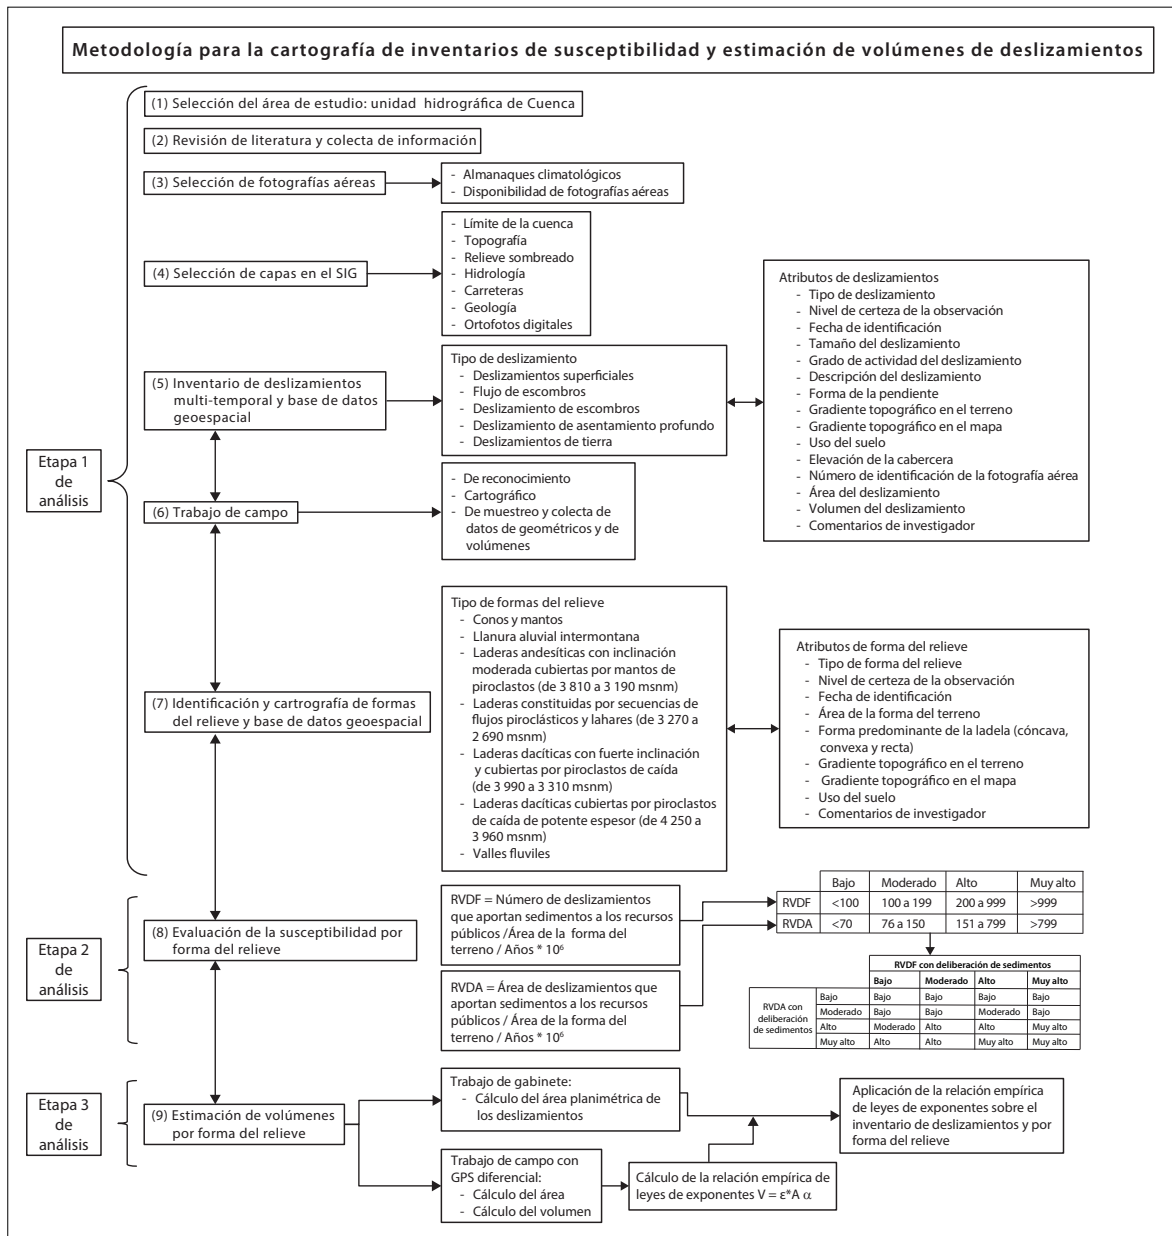 Metodología para la cartografía de inventarios de susceptibilidad y estimación de volúmenes de deslizamientos
Etapa 1
de
análisis
(1) Selección del área de estudio: unidad hidrográfica de Cuenca
(2) Revisión de literatura y colecta de información
(3) Selección de fotografías aéreas
- Almanaques climatológicos
- Disponibilidad de fotografías aéreas
(4) Selección de capas en el SIG
- Límite de la cuenca
- Topografía
- Relieve sombreado
- Hidrología
- Carreteras
- Geología
- Ortofotos digitales
(5) Inventario de deslizamientos
multi-temporal y base de datos
geoespacial
Tipo de deslizamiento
- Deslizamientos superficiales
- Flujo de escombros
- Deslizamiento de escombros
- Deslizamiento de asentamiento profundo
- Deslizamientos de tierra
Atributos de deslizamientos
- Tipo de deslizamiento
- Nivel de certeza de la observación
- Fecha de identificación
- Tamaño del deslizamiento
- Grado de actividad del deslizamiento
- Descripción del deslizamiento
- Forma de la pendiente
- Gradiente topográfico en el terreno
- Gradiente topográfico en el mapa
- Uso del suelo
- Elevación de la cabercera
- Número de identificación de la fotografía aérea
- Área del deslizamiento
- Volumen del deslizamiento
- Comentarios de investigador
(6) Trabajo de campo
- De reconocimiento
- Cartográfico
- De muestreo y colecta de
datos de geométricos y de
volúmenes
(7) Identificación y cartrografía de formas
del relieve y base de datos geoespacial
Tipo de formas del relieve
- Conos y mantos
- Llanura aluvial intermontana
- Laderas andesíticas con inclinación
moderada cubiertas por mantos de
piroclastos (de 3 810 a 3 190 msnm)
- Laderas constituidas por secuencias de
flujos piroclásticos y lahares (de 3 270 a
2 690 msnm)
- Laderas dacíticas con fuerte inclinación
y cubiertas por piroclastos de caída
(de 3 990 a 3 310 msnm)
- Laderas dacíticas cubiertas por piroclastos
de caída de potente espesor (de 4 250 a
3 960 msnm)
- Valles fluviles
Atributos de forma del relieve
- Tipo de forma del relieve
- Nivel de certeza de la observación
- Fecha de identificación
- Área de la forma del terreno
- Forma predominante de la ladela (cóncava,
convexa y recta)
- Gradiente topográfico en el terreno
- Gradiente topográfico en el mapa
- Uso del suelo
- Comentarios de investigador
Etapa 2
de
análisis
(8) Evaluación de la susceptibilidad por
forma del relieve
RVDF = Número de deslizamientos
que aportan sedimentos a los recursos
públicos /Área de la forma del
terreno / Años * 10⁶
RVDA = Área de deslizamientos que
aportan sedimentos a los recursos
públicos / Área de la forma del
terreno / Años * 10⁶
Bajo Moderado Alto Muy alto
RVDF <100 100 a 199 200 a 999 >999
RVDA <70 76 a 150 151 a 799 >799
RVDF con deliberación de sedimentos
Bajo Moderado Alto Muy alto
RVDA con
deliberación
de sedimentos
Bajo Bajo Bajo Bajo Bajo
Moderado Bajo Bajo Moderado Bajo
Alto Moderado Alto Alto Muy alto
Muy alto Alto Alto Muy alto Muy alto
Etapa 3
de
análisis
(9) Estimación de volúmenes
por forma del relieve
Trabajo de gabinete:
- Cálculo del área planimétrica de
los deslizamientos
Trabajo de campo con
GPS diferencial:
- Cálculo del área
- Cálculo del volumen
Cálculo de la relación empírica de
leyes de exponentes V = ε*A α
Aplicación de la relación empírica
de leyes de exponentes sobre el
inventario de deslizamientos y por
forma del relieve